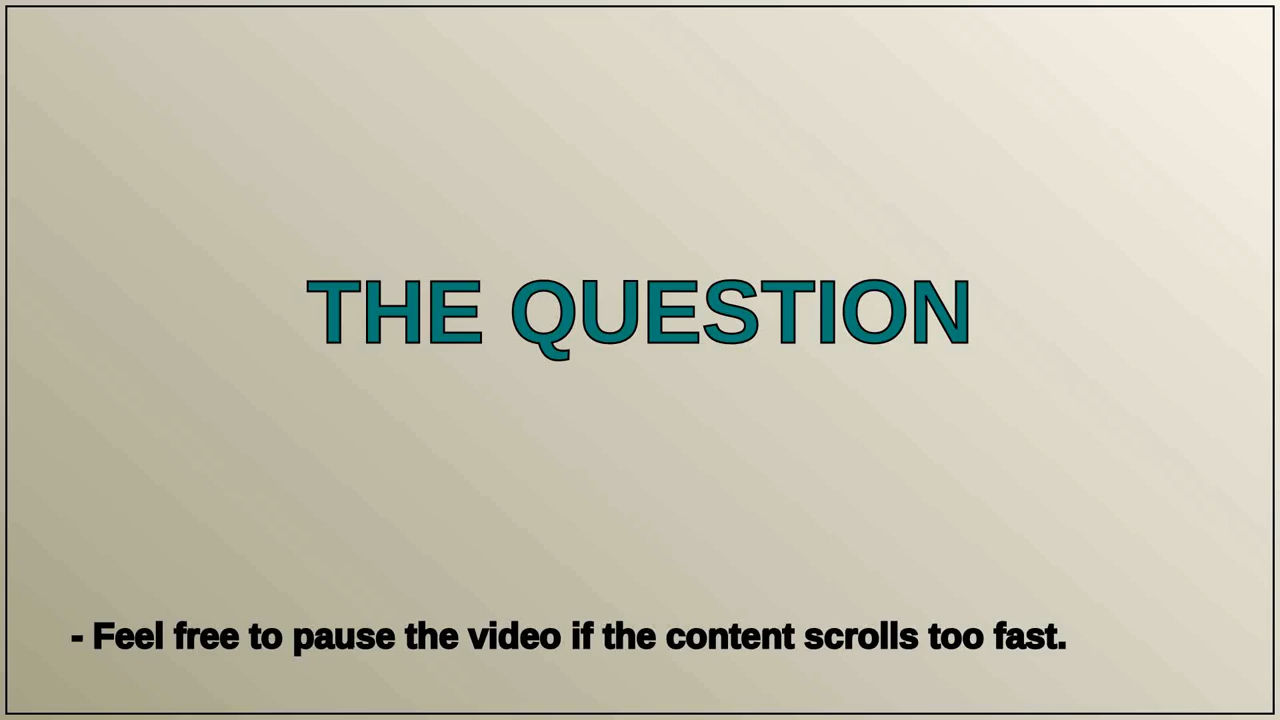 THE QUESTION
- Feel free to pause the video if the content scrolls too fast.